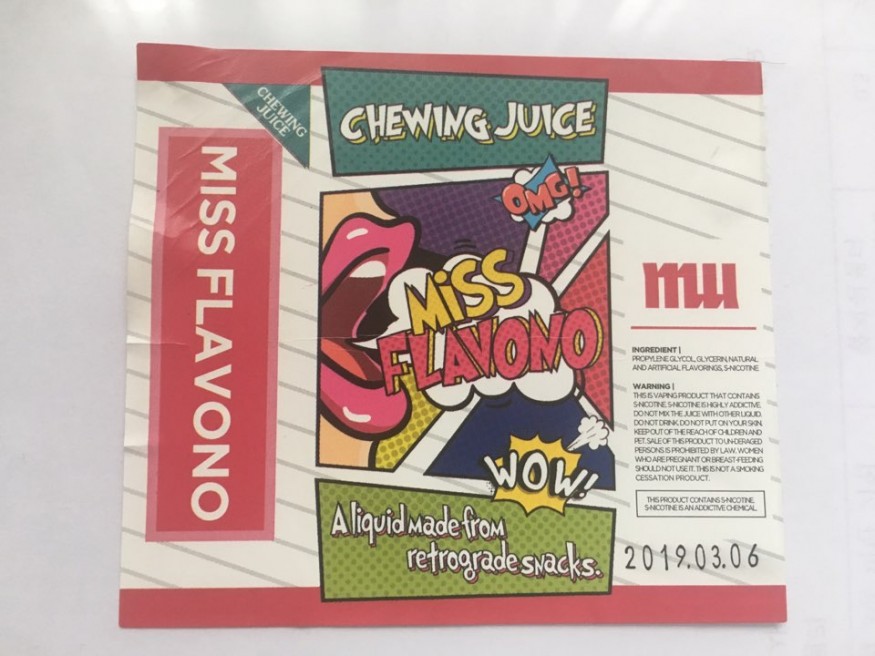 CHEWING
JUICE
MISS FLAVONO
CHEWING JUICE
OMG!
MISS
FLAVONO
WOW!
A liquid made from
retrograde snacks.
mu
INGREDIENT |
PROPYLENE GLYCOL, GLYCERIN, NATURAL
AND ARTIFICIAL FLAVORINGS, S-NICOTINE
WARNING |
THIS IS VAPING PRODUCT THAT CONTAINS
S-NICOTINE. S-NICOTINE IS HIGHLY ADDICTIVE.
DO NOT MIX THE JUICE WITH OTHER LIQUID.
DO NOT DRINK. DO NOT PUT ON YOUR SKIN.
KEEP OUT OF THE REACH OF CHILDREN AND
PET. SALE OF THIS PRODUCT TO UN-DERAGED
PERSONS IS PROHIBITED BY LAW. WOMEN
WHO ARE PREGNANT OR BREAST-FEEDING
SHOULD NOT USE IT. THIS IS NOT A SMOKING
CESSATION PRODUCT.
THIS PRODUCT CONTAINS S-NICOTINE.
S-NICOTINE IS AN ADDICTIVE CHEMICAL.
2019.03.06